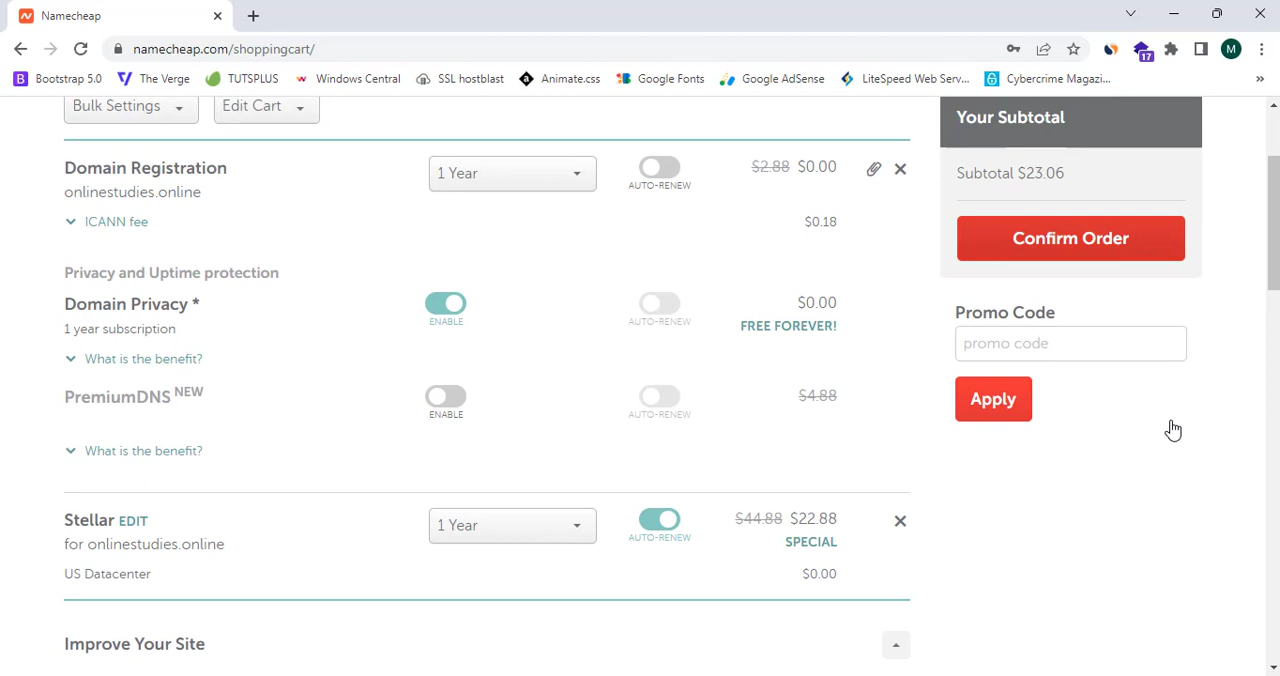 Namecheap
namecheap.com/shoppingcart/
17
M
Bootstrap 5.0 The Verge TUTSPLUS Windows Central SSL hostblast Animate.css Google Fonts Google AdSense LiteSpeed Web Serv... Cybercrime Magazi... »
Bulk Settings Edit Cart
Your Subtotal
Domain Registration 1 Year $2.88 $0.00
AUTO-RENEW
onlinestudies.online
ICANN fee $0.18
Subtotal $23.06
Confirm Order
Privacy and Uptime protection
Domain Privacy * $0.00
ENABLE AUTO-RENEW FREE FOREVER!
1 year subscription
What is the benefit?
PremiumDNS NEW $4.88
ENABLE AUTO-RENEW
What is the benefit?
Promo Code
promo code
Apply
Stellar EDIT 1 Year $44.88 $22.88
AUTO-RENEW SPECIAL
for onlinestudies.online
US Datacenter $0.00
Improve Your Site